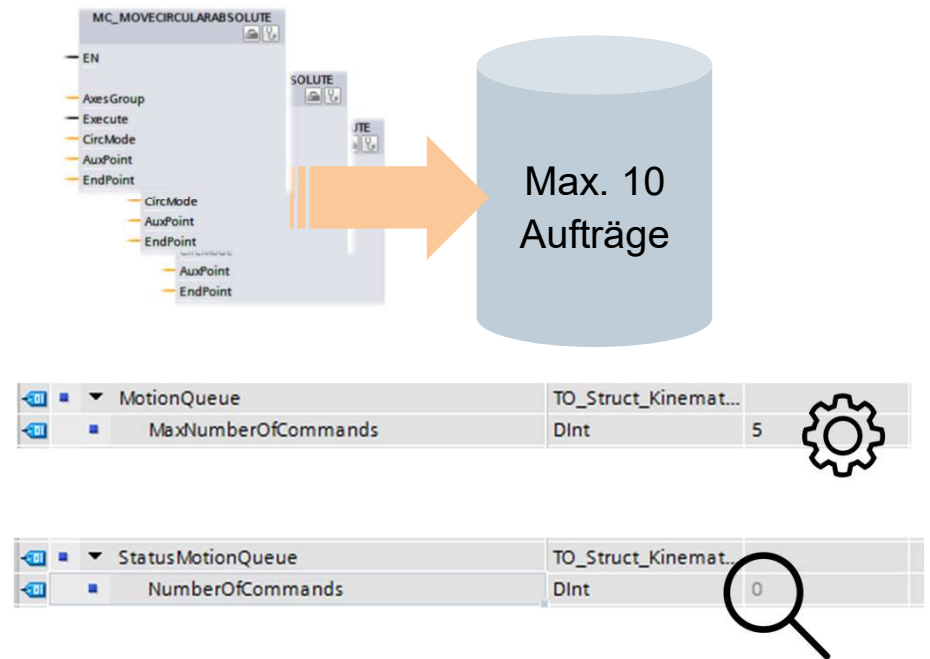 MC_MOVECIRCULARABSOLUTE
EN
AxesGroup
Execute
CircMode
AuxPoint
EndPoint
SOLUTE
CircMode
AuxPoint
EndPoint
JTE
AuxPoint
EndPoint
Max. 10
Aufträge
MotionQueue TO_Struct_Kinemat...
MaxNumberOfCommands DInt 5
StatusMotionQueue TO_Struct_Kinemat...
NumberOfCommands DInt 0